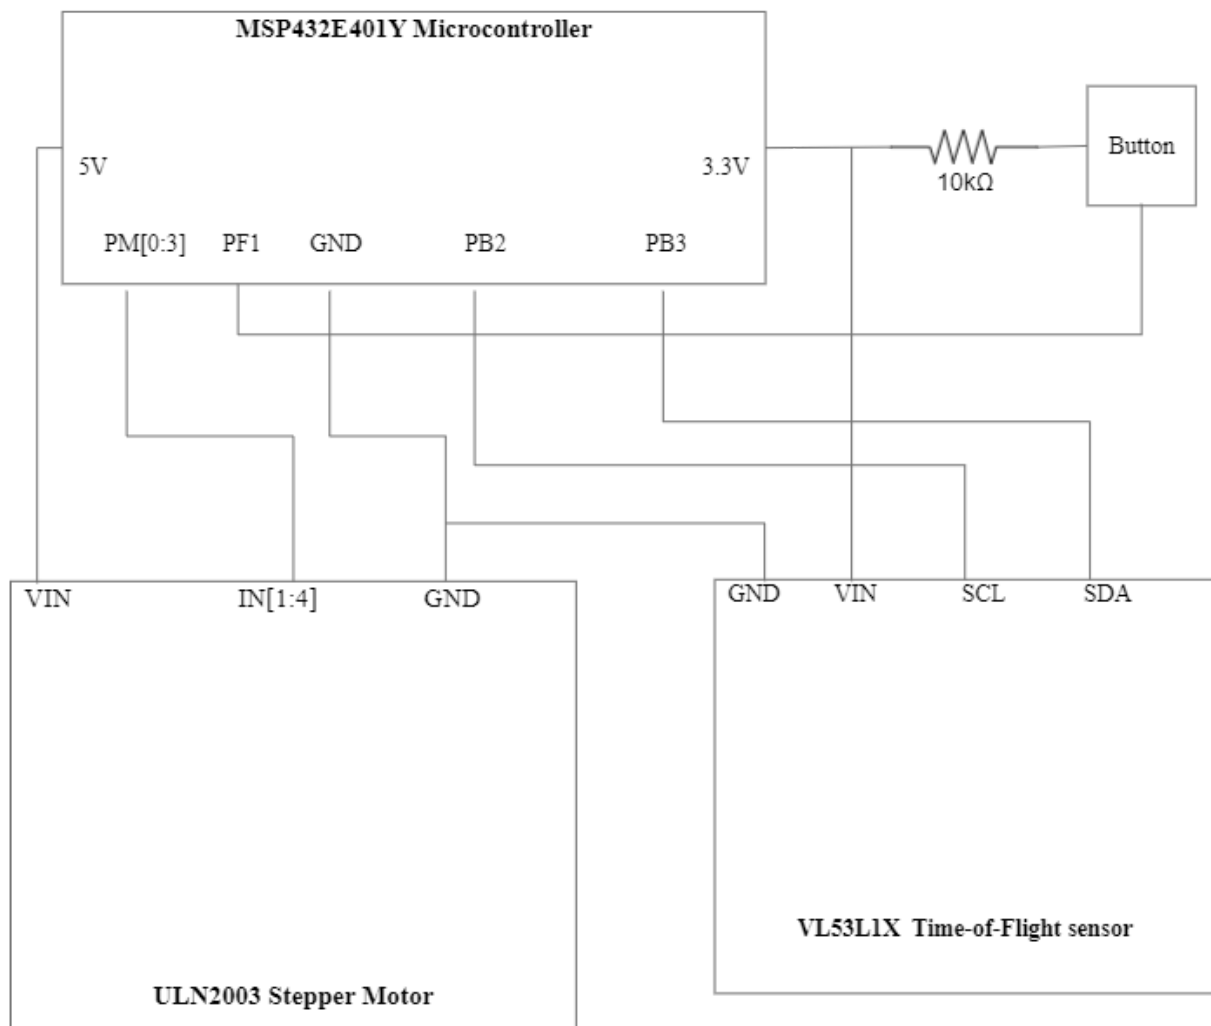 MSP432E401Y Microcontroller
Button
5V
3.3V
10kΩ
PM[0:3] PF1 GND PB2 PB3
VIN IN[1:4] GND
GND VIN SCL SDA
VL53L1X Time-of-Flight sensor
ULN2003 Stepper Motor